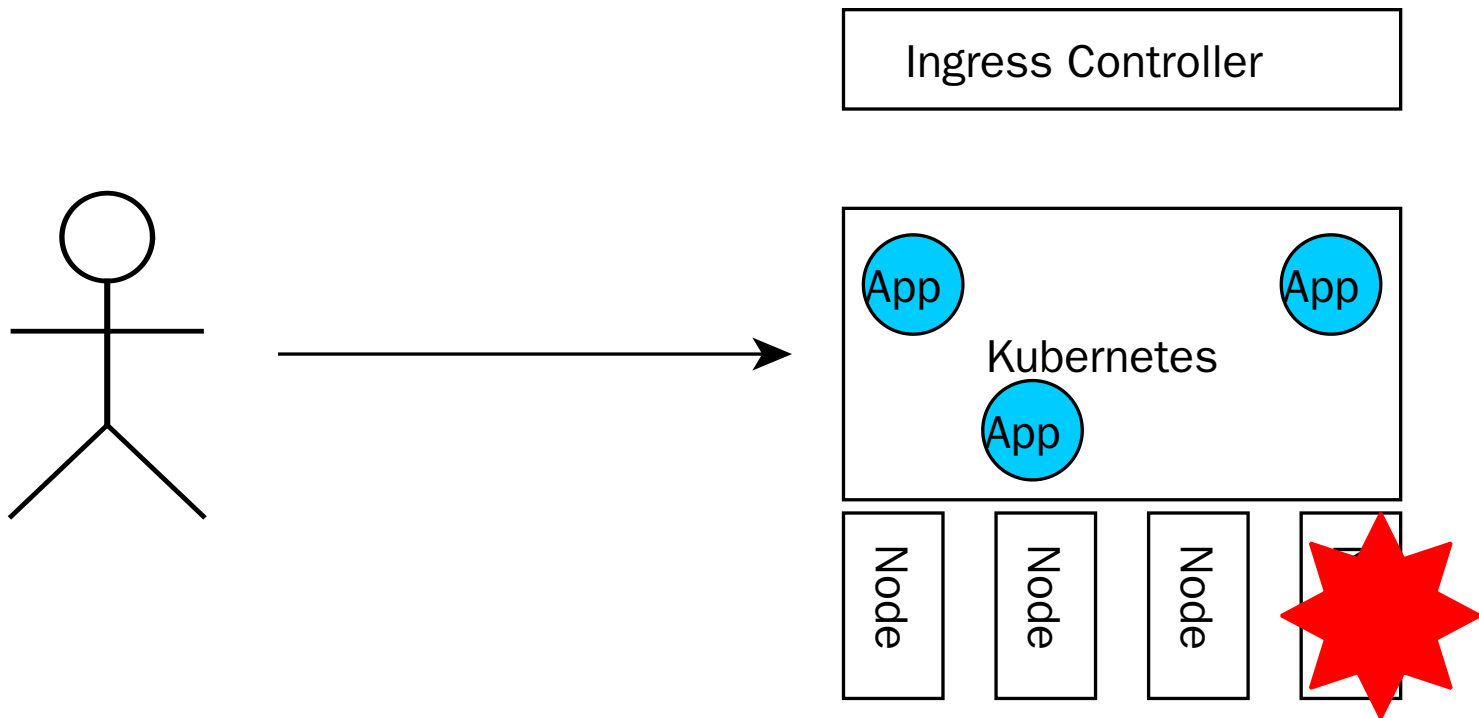 Ingress Controller
App
App
Kubernetes
App
Node
Node
Node